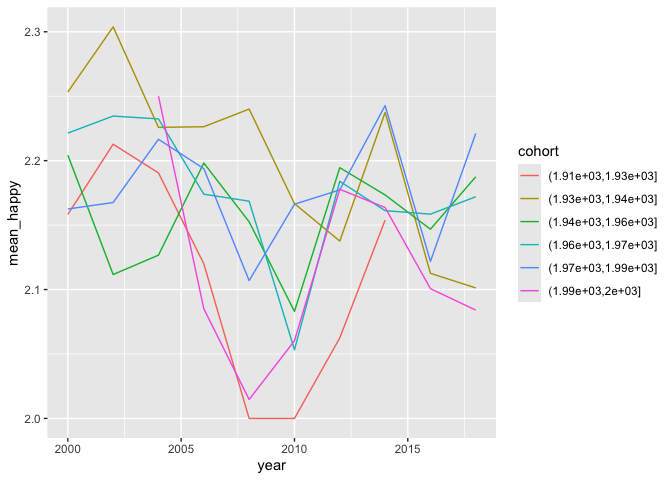 2.3
2.2
2.1
2.0
mean_happy
2000
2005
2010
2015
year
cohort
(1.91e+03,1.93e+03]
(1.93e+03,1.94e+03]
(1.94e+03,1.96e+03]
(1.96e+03,1.97e+03]
(1.97e+03,1.99e+03]
(1.99e+03,2e+03]